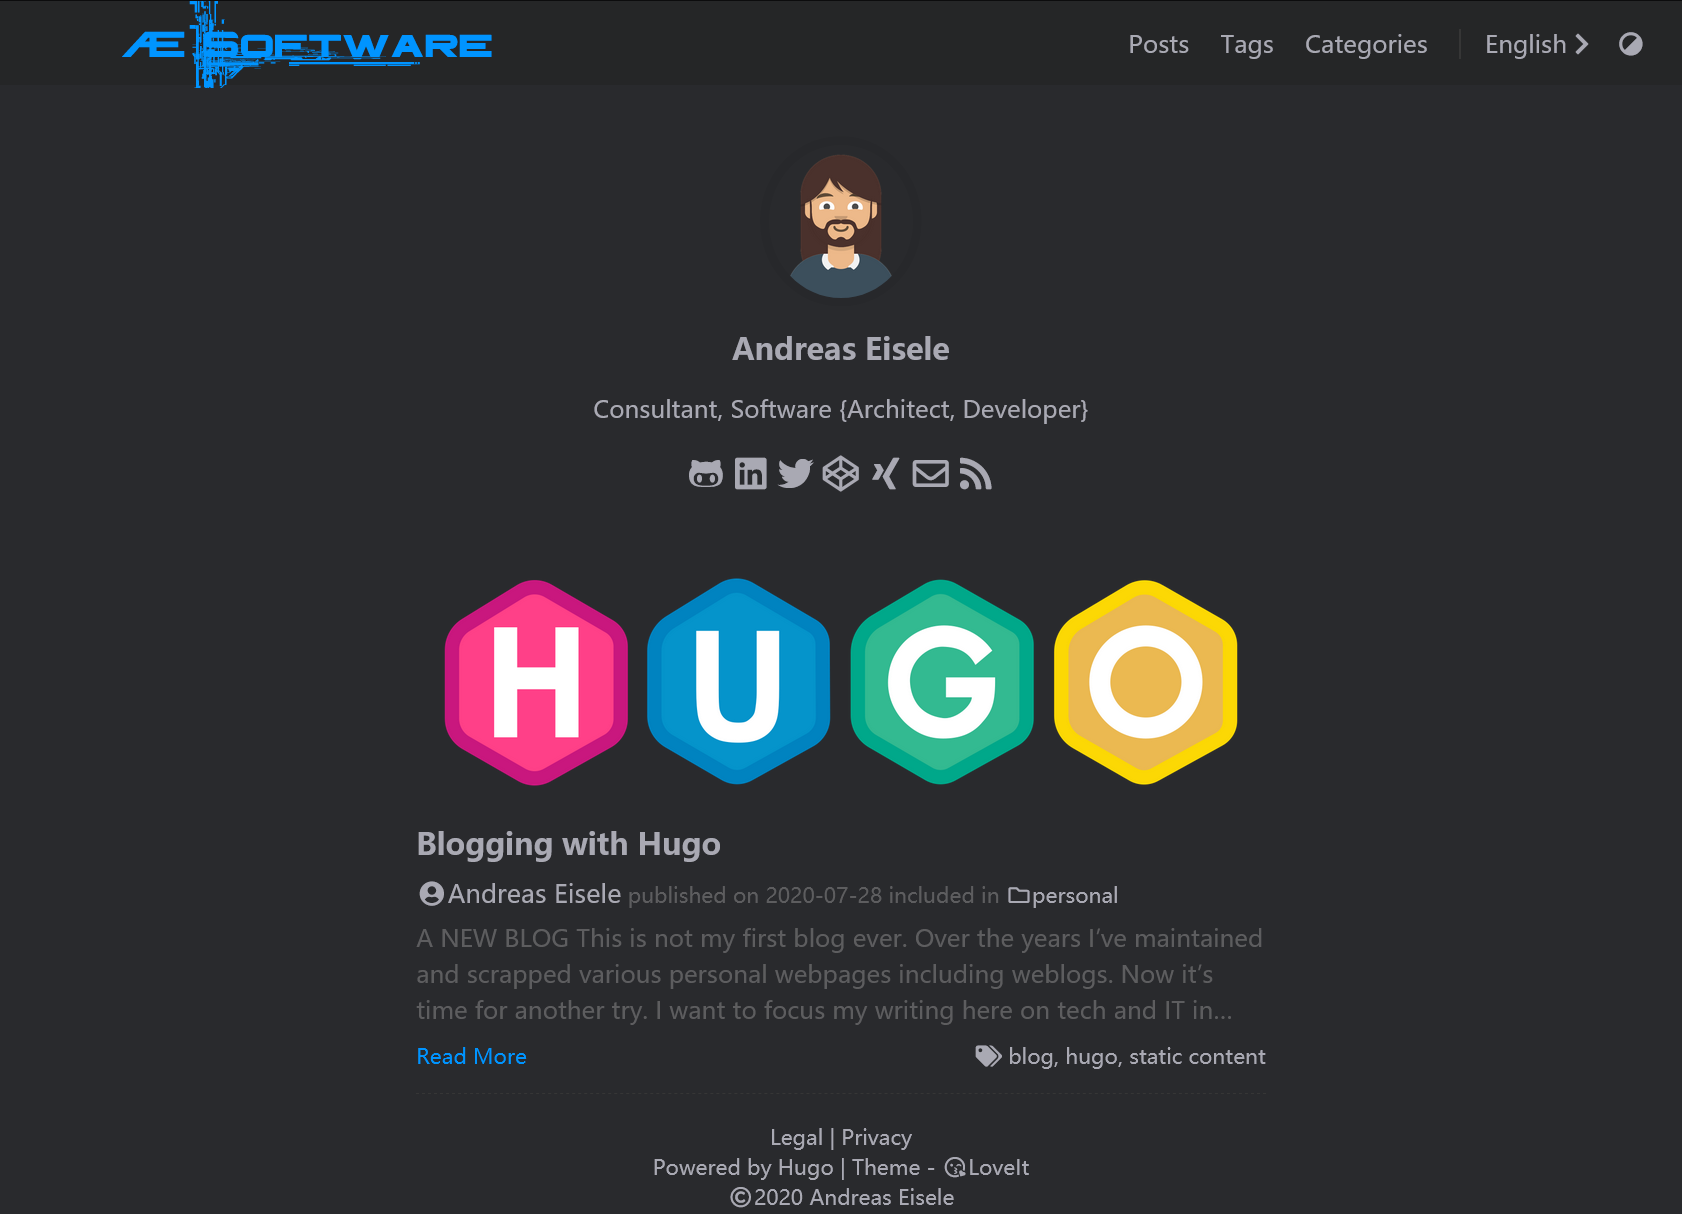 ÆSOFTWARE
Posts Tags Categories English
Andreas Eisele
Consultant, Software {Architect, Developer}
in
HUGO
Blogging with Hugo
Andreas Eisele published on 2020-07-28 included in personal
A NEW BLOG This is not my first blog ever. Over the years I’ve maintained
and scrapped various personal webpages including weblogs. Now it’s
time for another try. I want to focus my writing here on tech and IT in...
Read More blog, hugo, static content
Legal | Privacy
Powered by Hugo | Theme - LoveIt
©2020 Andreas Eisele